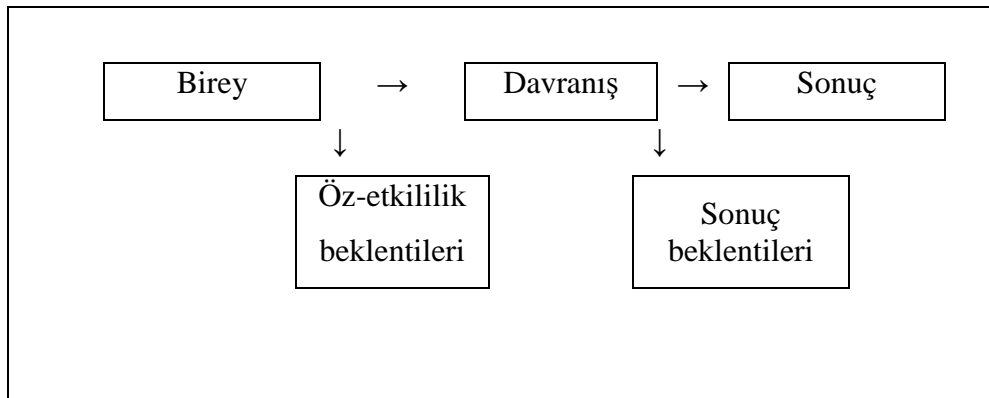 Birey → Davranış → Sonuç
↓ ↓
Öz-etkililik
beklentileri
Sonuç
beklentileri